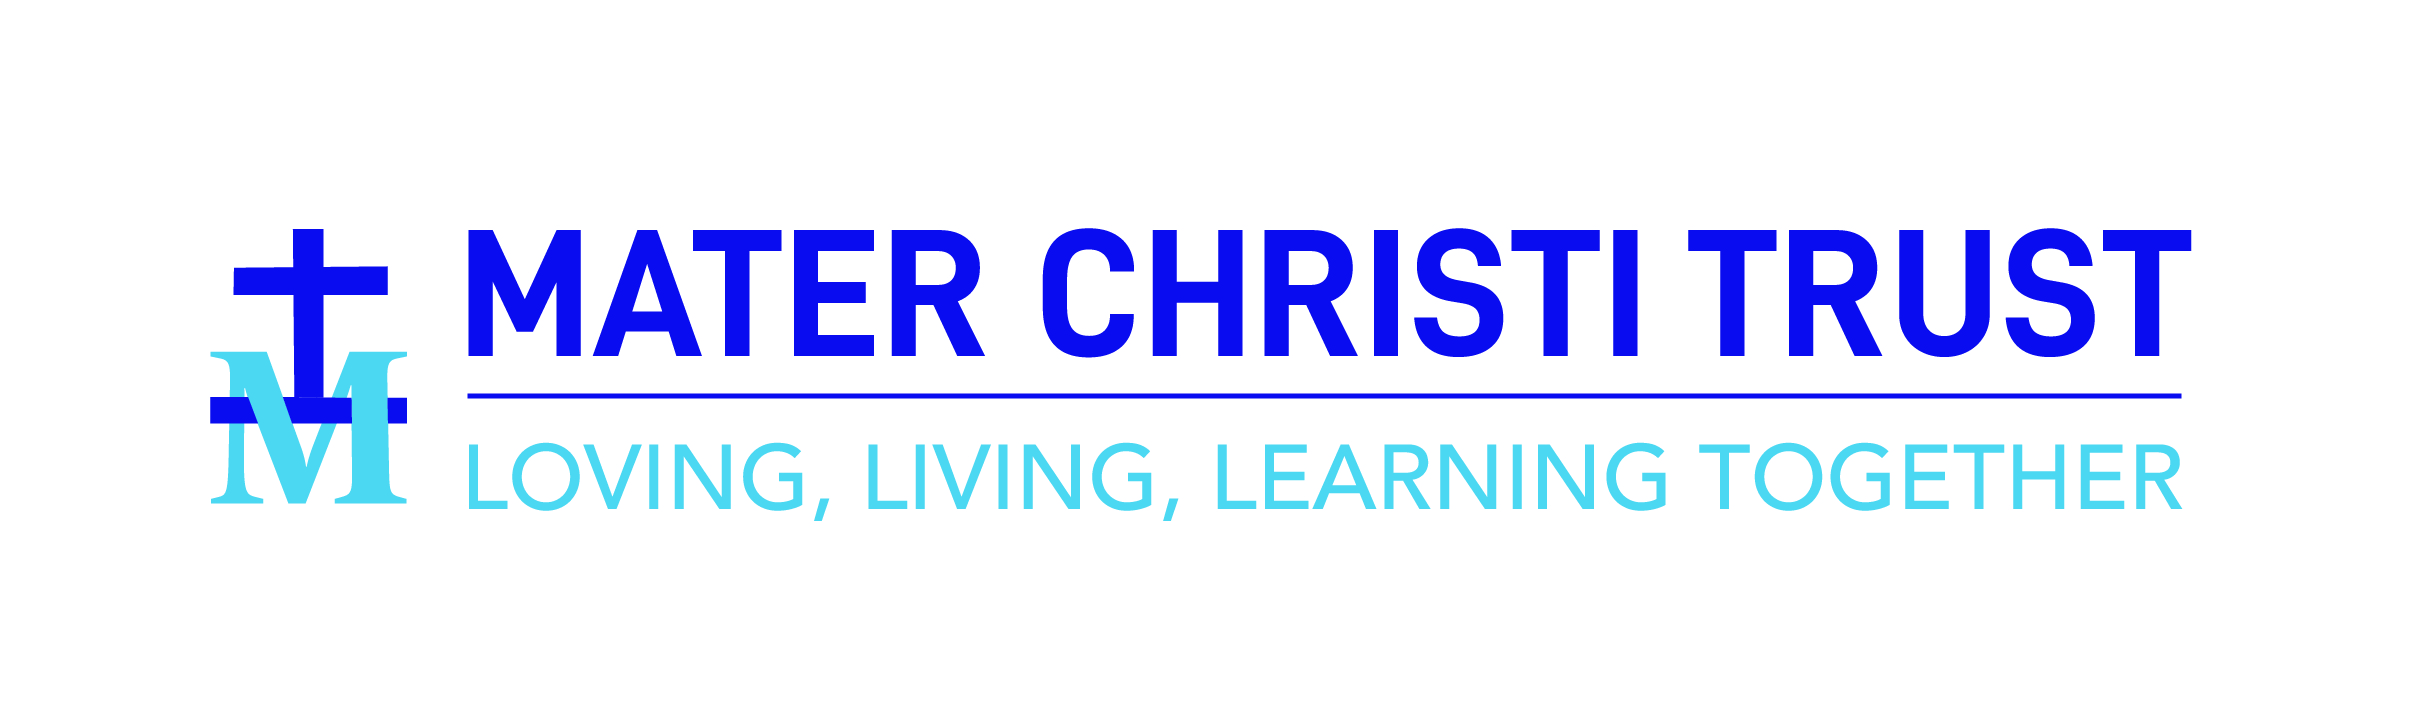 M
MATER CHRISTI TRUST
LOVING, LIVING, LEARNING TOGETHER